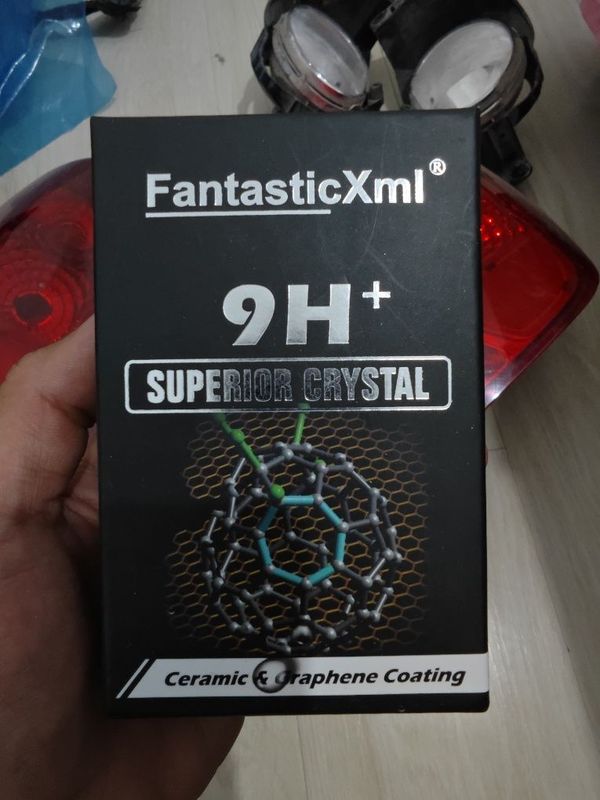 FantasticXml®
9H+
SUPERIOR CRYSTAL
Ceramic & Graphene Coating